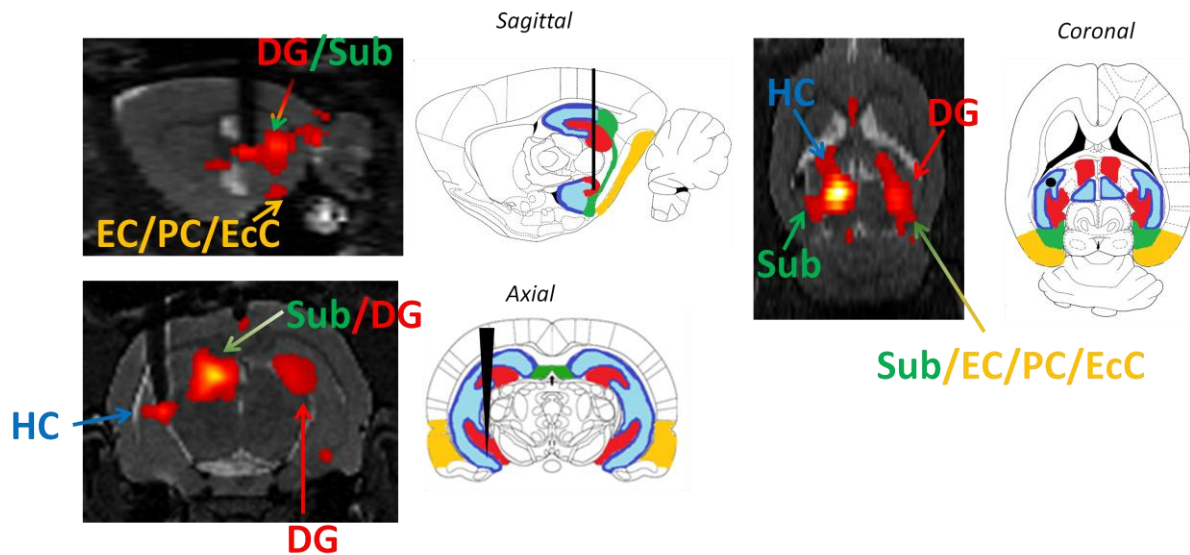 Sagittal
Coronal
DG/Sub
HC
DG
EC/PC/EcC
Sub
Axial
Sub/DG
Sub/EC/PC/EcC
HC
DG